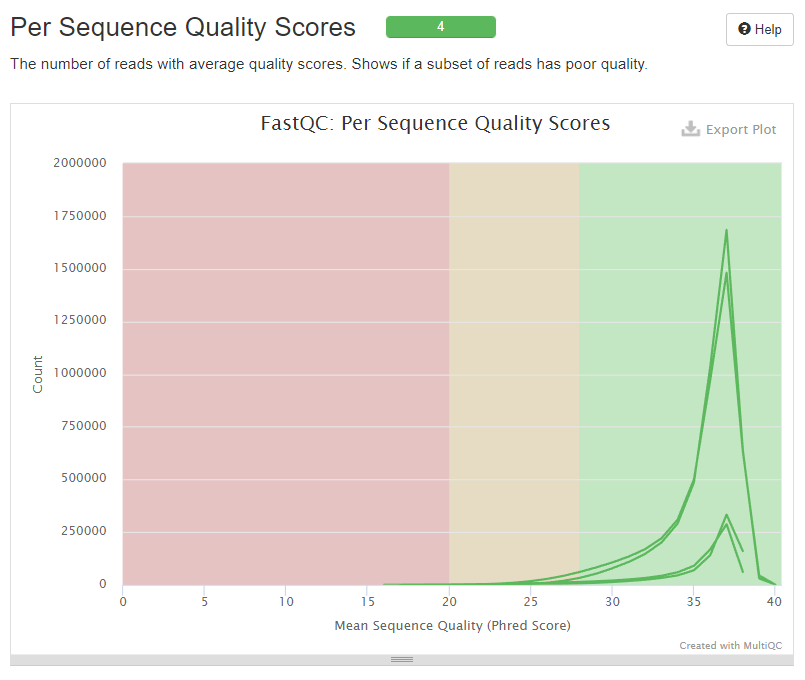 Per Sequence Quality Scores
4
Help
The number of reads with average quality scores. Shows if a subset of reads has poor quality.
FastQC: Per Sequence Quality Scores
Export Plot
2000000
1750000
1500000
1250000
1000000
750000
500000
250000
0
Count
0 5 10 15 20 25 30 35 40
Mean Sequence Quality (Phred Score)
Created with MultiQC